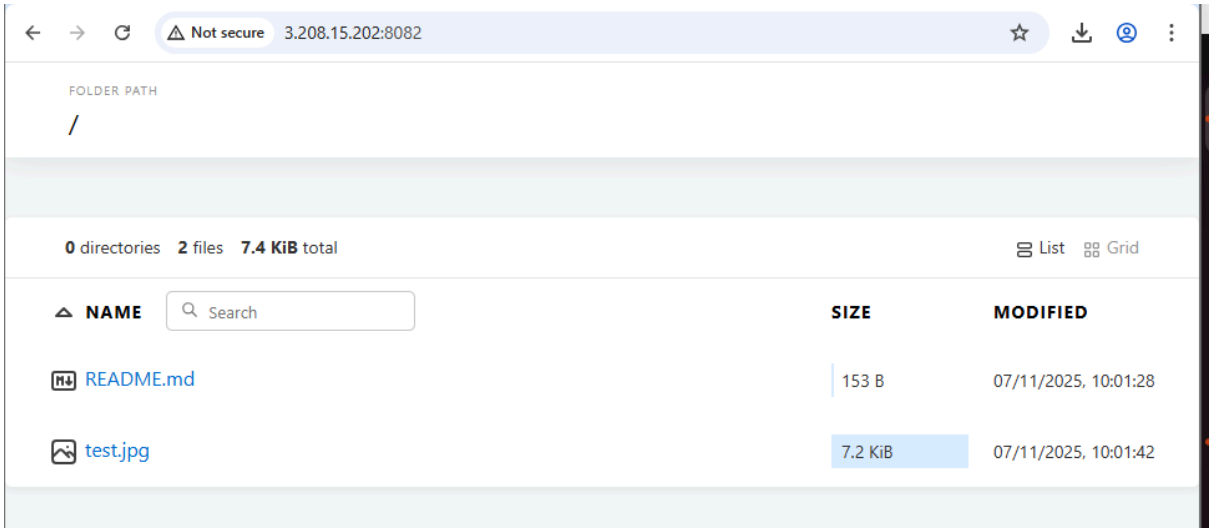 Not secure 3.208.15.202:8082
FOLDER PATH
/
0 directories 2 files 7.4 KiB total List Grid
NAME Search SIZE MODIFIED
README.md 153 B 07/11/2025, 10:01:28
test.jpg 7.2 KiB 07/11/2025, 10:01:42